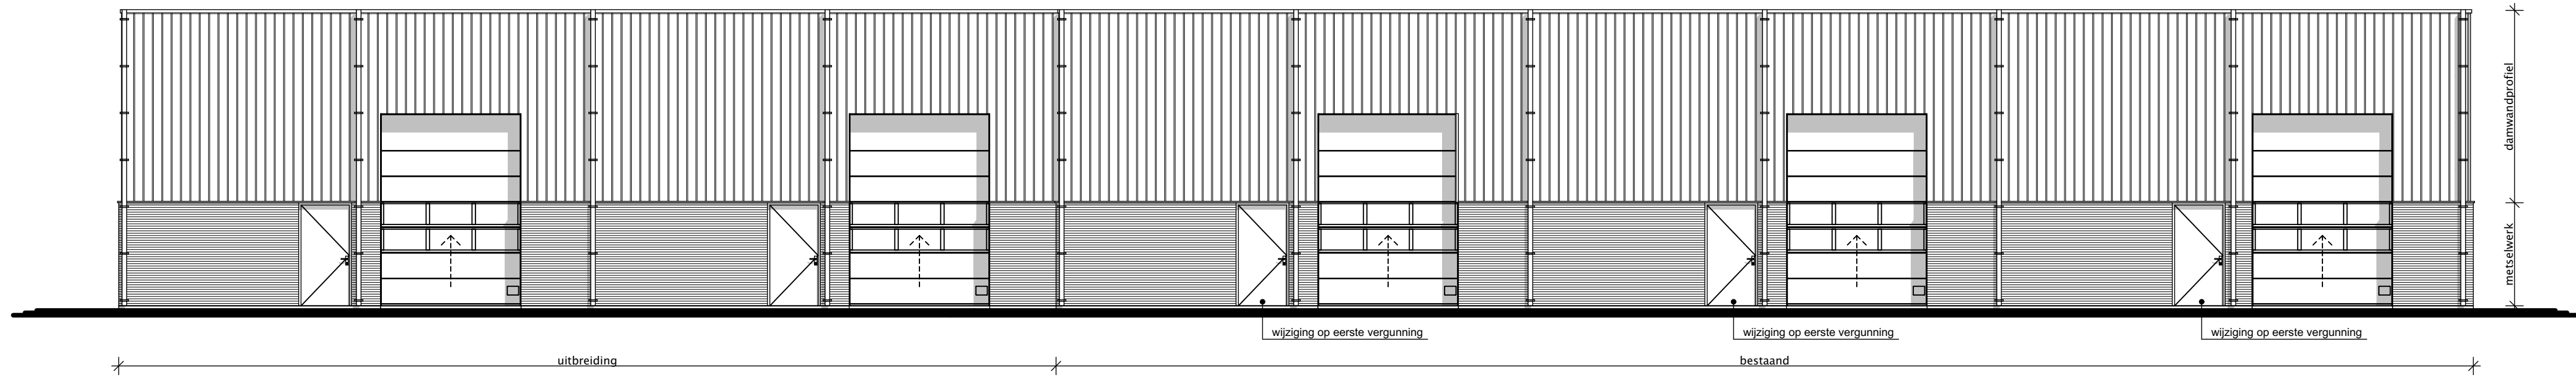 damwandprofiel
metselwerk
wijziging op eerste vergunning
wijziging op eerste vergunning
wijziging op eerste vergunning
uitbreiding
bestaand